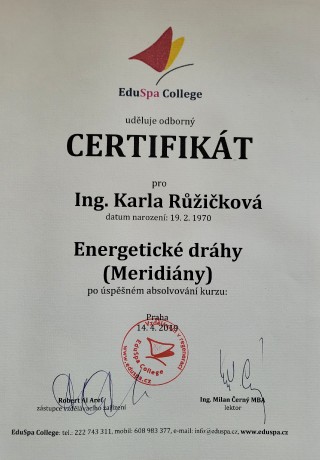 EduSpa College
uděluje odborný
CERTIFIKÁT
pro
Ing. Karla Růžičková
datum narození: 19. 2. 1970
Energetické dráhy
(Meridiány)
po úspěšném absolvování kurzu:
Praha
14. 4. 2019
EduSpa College
www.eduspa.cz
Robert Al Aref
zástupce vzdělávacího zařízení
Ing. Milan Černý MBA
lektor
EduSpa College: tel.: 222 743 311, mobil: 608 983 377, e-mail: info@eduspa.cz, www.eduspa.cz